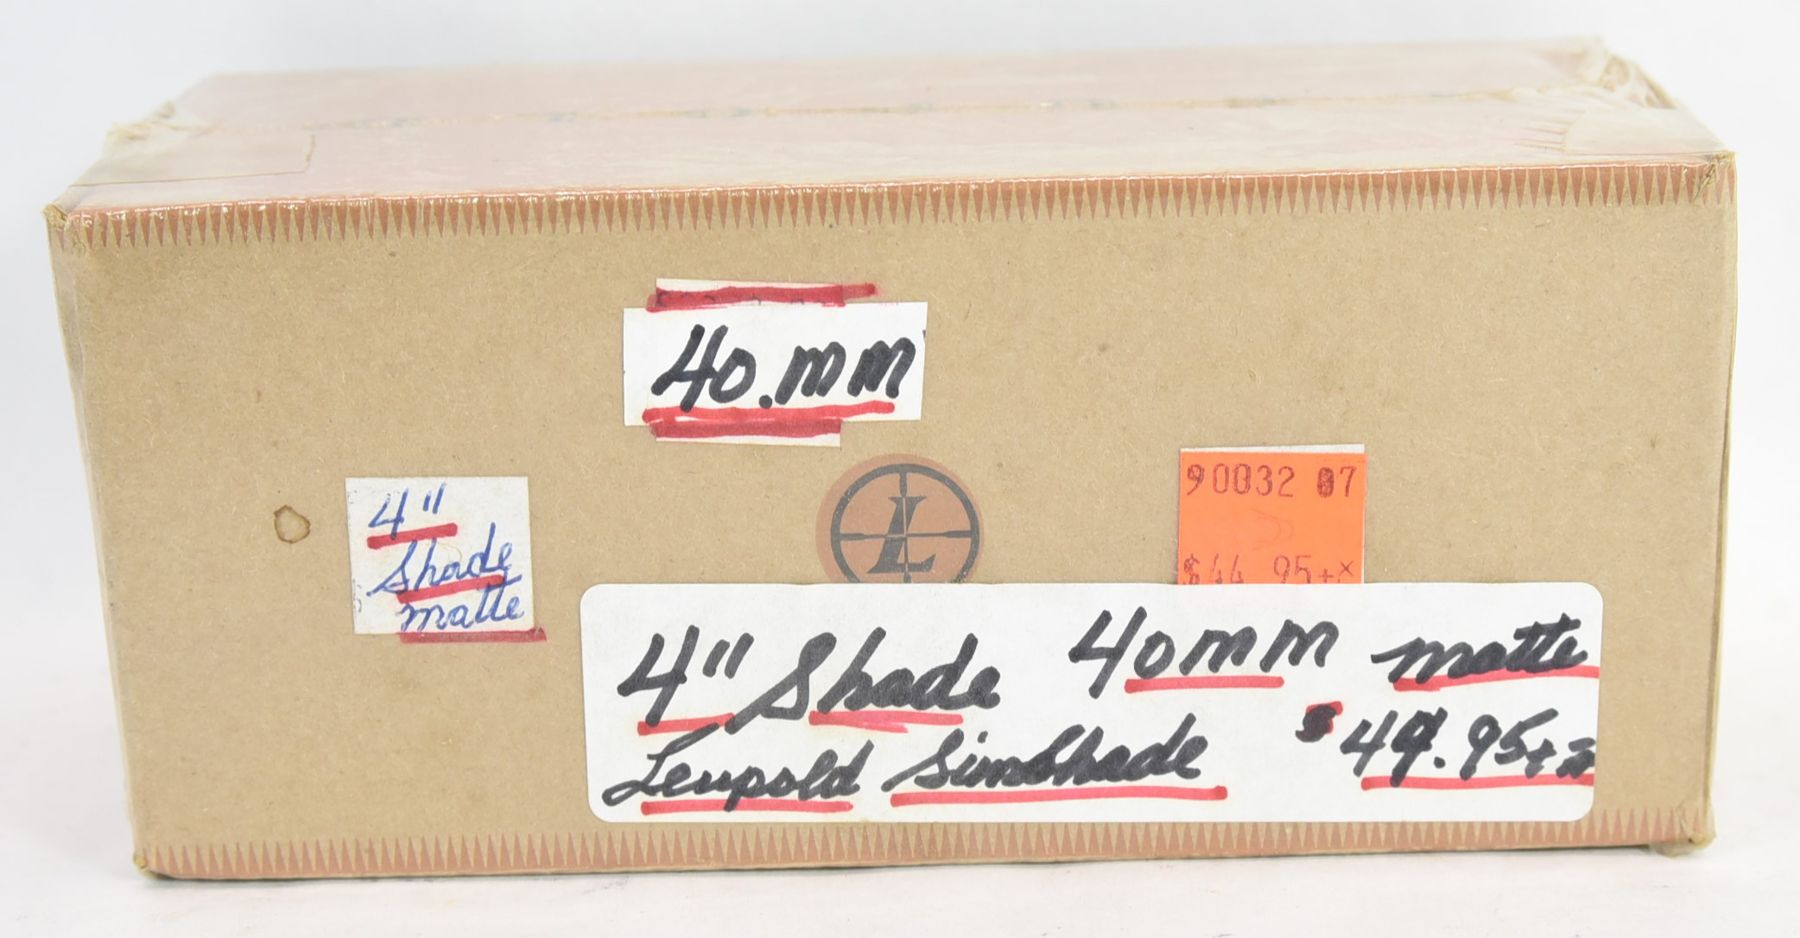 40.mm
4"
Shade
matte
L
90032 07
$44 95+x
4" Shade 40mm matte
Leupold SunShade $49.95+